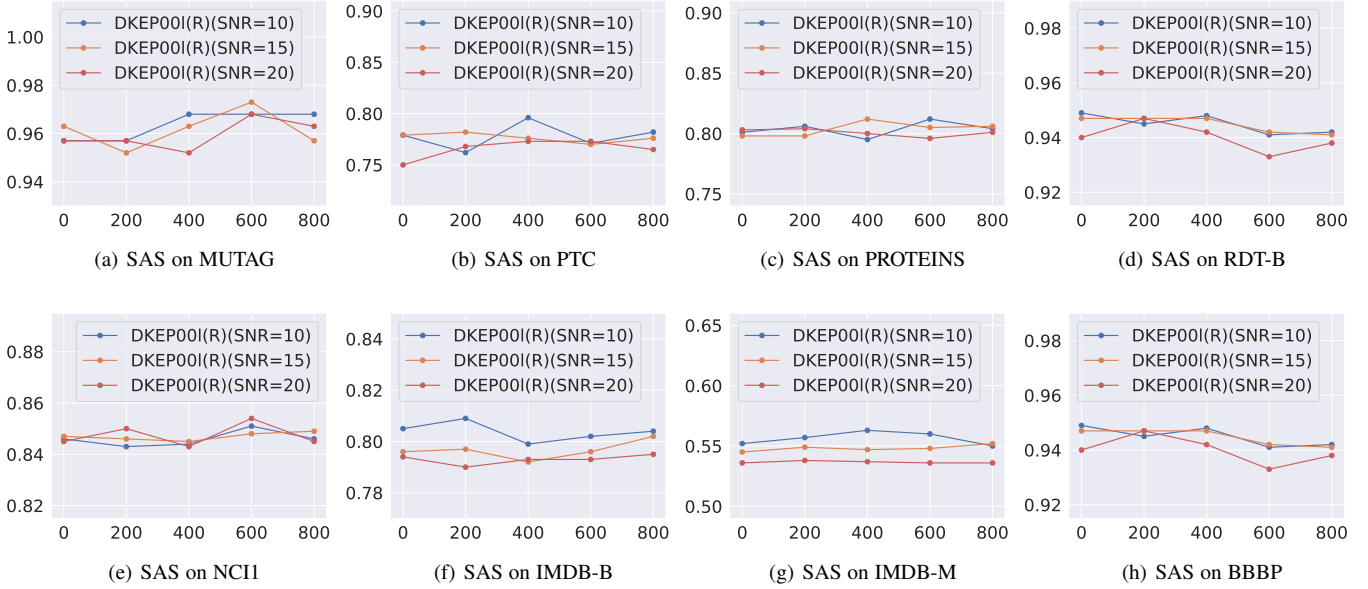 DKEP00l(R)(SNR=10)
DKEP00l(R)(SNR=15)
DKEP00l(R)(SNR=20)
1.00
0.98
0.96
0.94
0 200 400 600 800
(a) SAS on MUTAG
DKEP00l(R)(SNR=10)
DKEP00l(R)(SNR=15)
DKEP00l(R)(SNR=20)
0.90
0.85
0.80
0.75
0 200 400 600 800
(b) SAS on PTC
DKEP00l(R)(SNR=10)
DKEP00l(R)(SNR=15)
DKEP00l(R)(SNR=20)
0.90
0.85
0.80
0.75
0 200 400 600 800
(c) SAS on PROTEINS
DKEP00l(R)(SNR=10)
DKEP00l(R)(SNR=15)
DKEP00l(R)(SNR=20)
0.98
0.96
0.94
0.92
0 200 400 600 800
(d) SAS on RDT-B
DKEP00l(R)(SNR=10)
DKEP00l(R)(SNR=15)
DKEP00l(R)(SNR=20)
0.88
0.86
0.84
0.82
0 200 400 600 800
(e) SAS on NCI1
DKEP00l(R)(SNR=10)
DKEP00l(R)(SNR=15)
DKEP00l(R)(SNR=20)
0.84
0.82
0.80
0.78
0 200 400 600 800
(f) SAS on IMDB-B
DKEP00l(R)(SNR=10)
DKEP00l(R)(SNR=15)
DKEP00l(R)(SNR=20)
0.65
0.60
0.55
0.50
0 200 400 600 800
(g) SAS on IMDB-M
DKEP00l(R)(SNR=10)
DKEP00l(R)(SNR=15)
DKEP00l(R)(SNR=20)
0.98
0.96
0.94
0.92
0 200 400 600 800
(h) SAS on BBBP